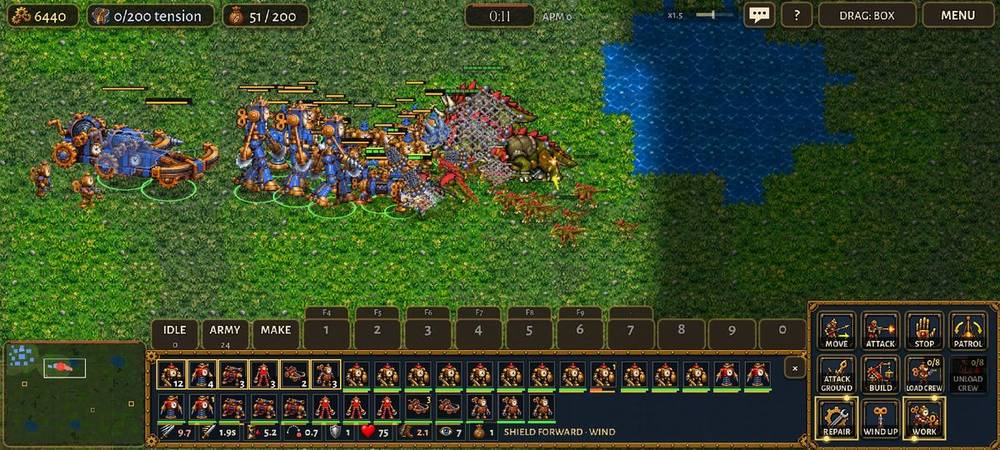 6440 0/200 tension 51 / 200 0:11 APM 0 x1.5 ? DRAG: BOX MENU
F4 F5 F6 F7 F8 F9
IDLE ARMY MAKE 1 2 3 4 5 6 7 8 9 0
0 24
MOVE ATTACK STOP PATROL
12 4 3 3 2 3 1 ×
0/8 0/8
ATTACK GROUND BUILD LOAD CREW UNLOAD CREW
1 3
9.7 1.9s 5.2 0.7 1 75 2.1 7 1 SHIELD FORWARD · WIND
REPAIR WIND UP WORK